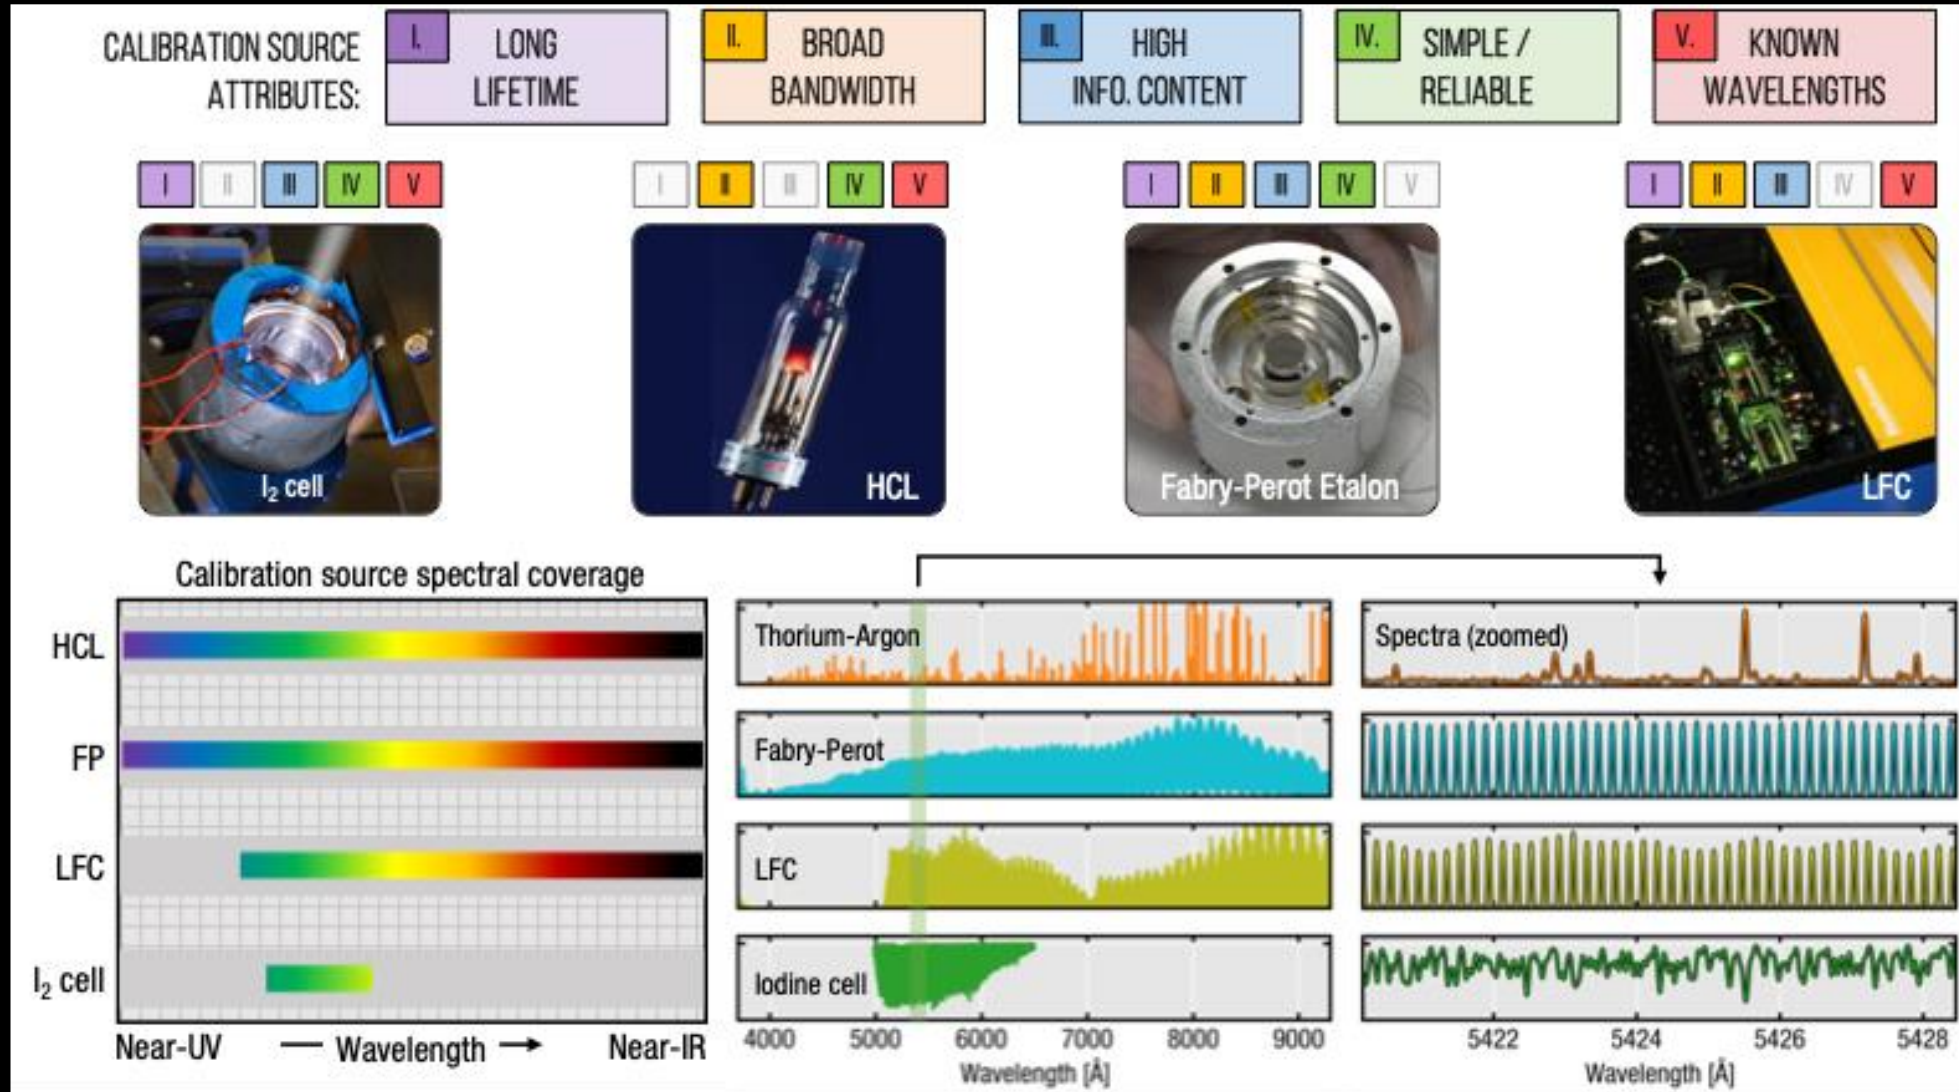 CALIBRATION SOURCE
ATTRIBUTES:
I. LONG
LIFETIME
II. BROAD
BANDWIDTH
III. HIGH
INFO. CONTENT
IV. SIMPLE /
RELIABLE
V. KNOWN
WAVELENGTHS
I II III IV V
I II III IV V
I II III IV V
I II III IV V
I₂ cell
HCL
Fabry-Perot Etalon
LFC
Calibration source spectral coverage
HCL
FP
LFC
I₂ cell
Near-UV — Wavelength → Near-IR
Thorium-Argon
Fabry-Perot
LFC
Iodine cell
4000 5000 6000 7000 8000 9000
Wavelength [Å]
Spectra (zoomed)
5422 5424 5426 5428
Wavelength [Å]